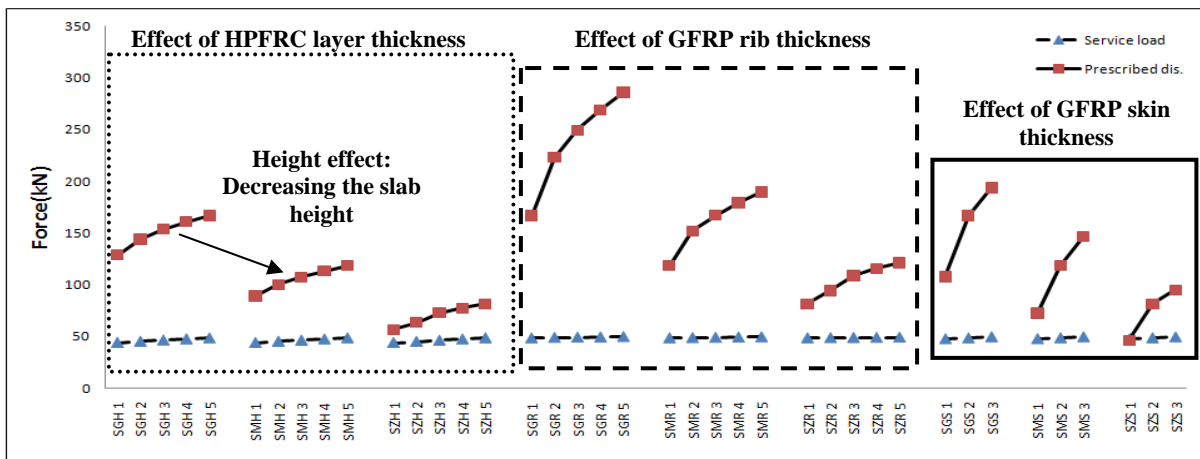 350
300
250
200
150
100
50
0
Force(kN)
Effect of HPFRC layer thickness
Effect of GFRP rib thickness
Service load
Prescribed dis.
Effect of GFRP skin
thickness
Height effect:
Decreasing the slab
height
SGH 1
SGH 2
SGH 3
SGH 4
SGH 5
SMH 1
SMH 2
SMH 3
SMH 4
SMH 5
SZH 1
SZH 2
SZH 3
SZH 4
SZH 5
SGR 1
SGR 2
SGR 3
SGR 4
SGR 5
SMR 1
SMR 2
SMR 3
SMR 4
SMR 5
SZR 1
SZR 2
SZR 3
SZR 4
SZR 5
SGS 1
SGS 2
SGS 3
SMS 1
SMS 2
SMS 3
SZS 1
SZS 2
SZS 3